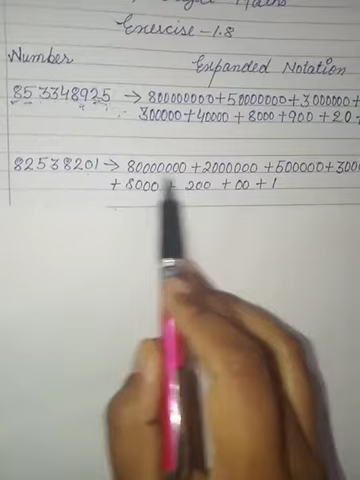 Maths
Exercise - 1.8
Number Expanded Notation
853348925 → 800000000+50000000+3000000+
300000+40000+8000+900+20+
82538201 → 80000000+2000000+500000+3000
+8000+ 200 +00+1